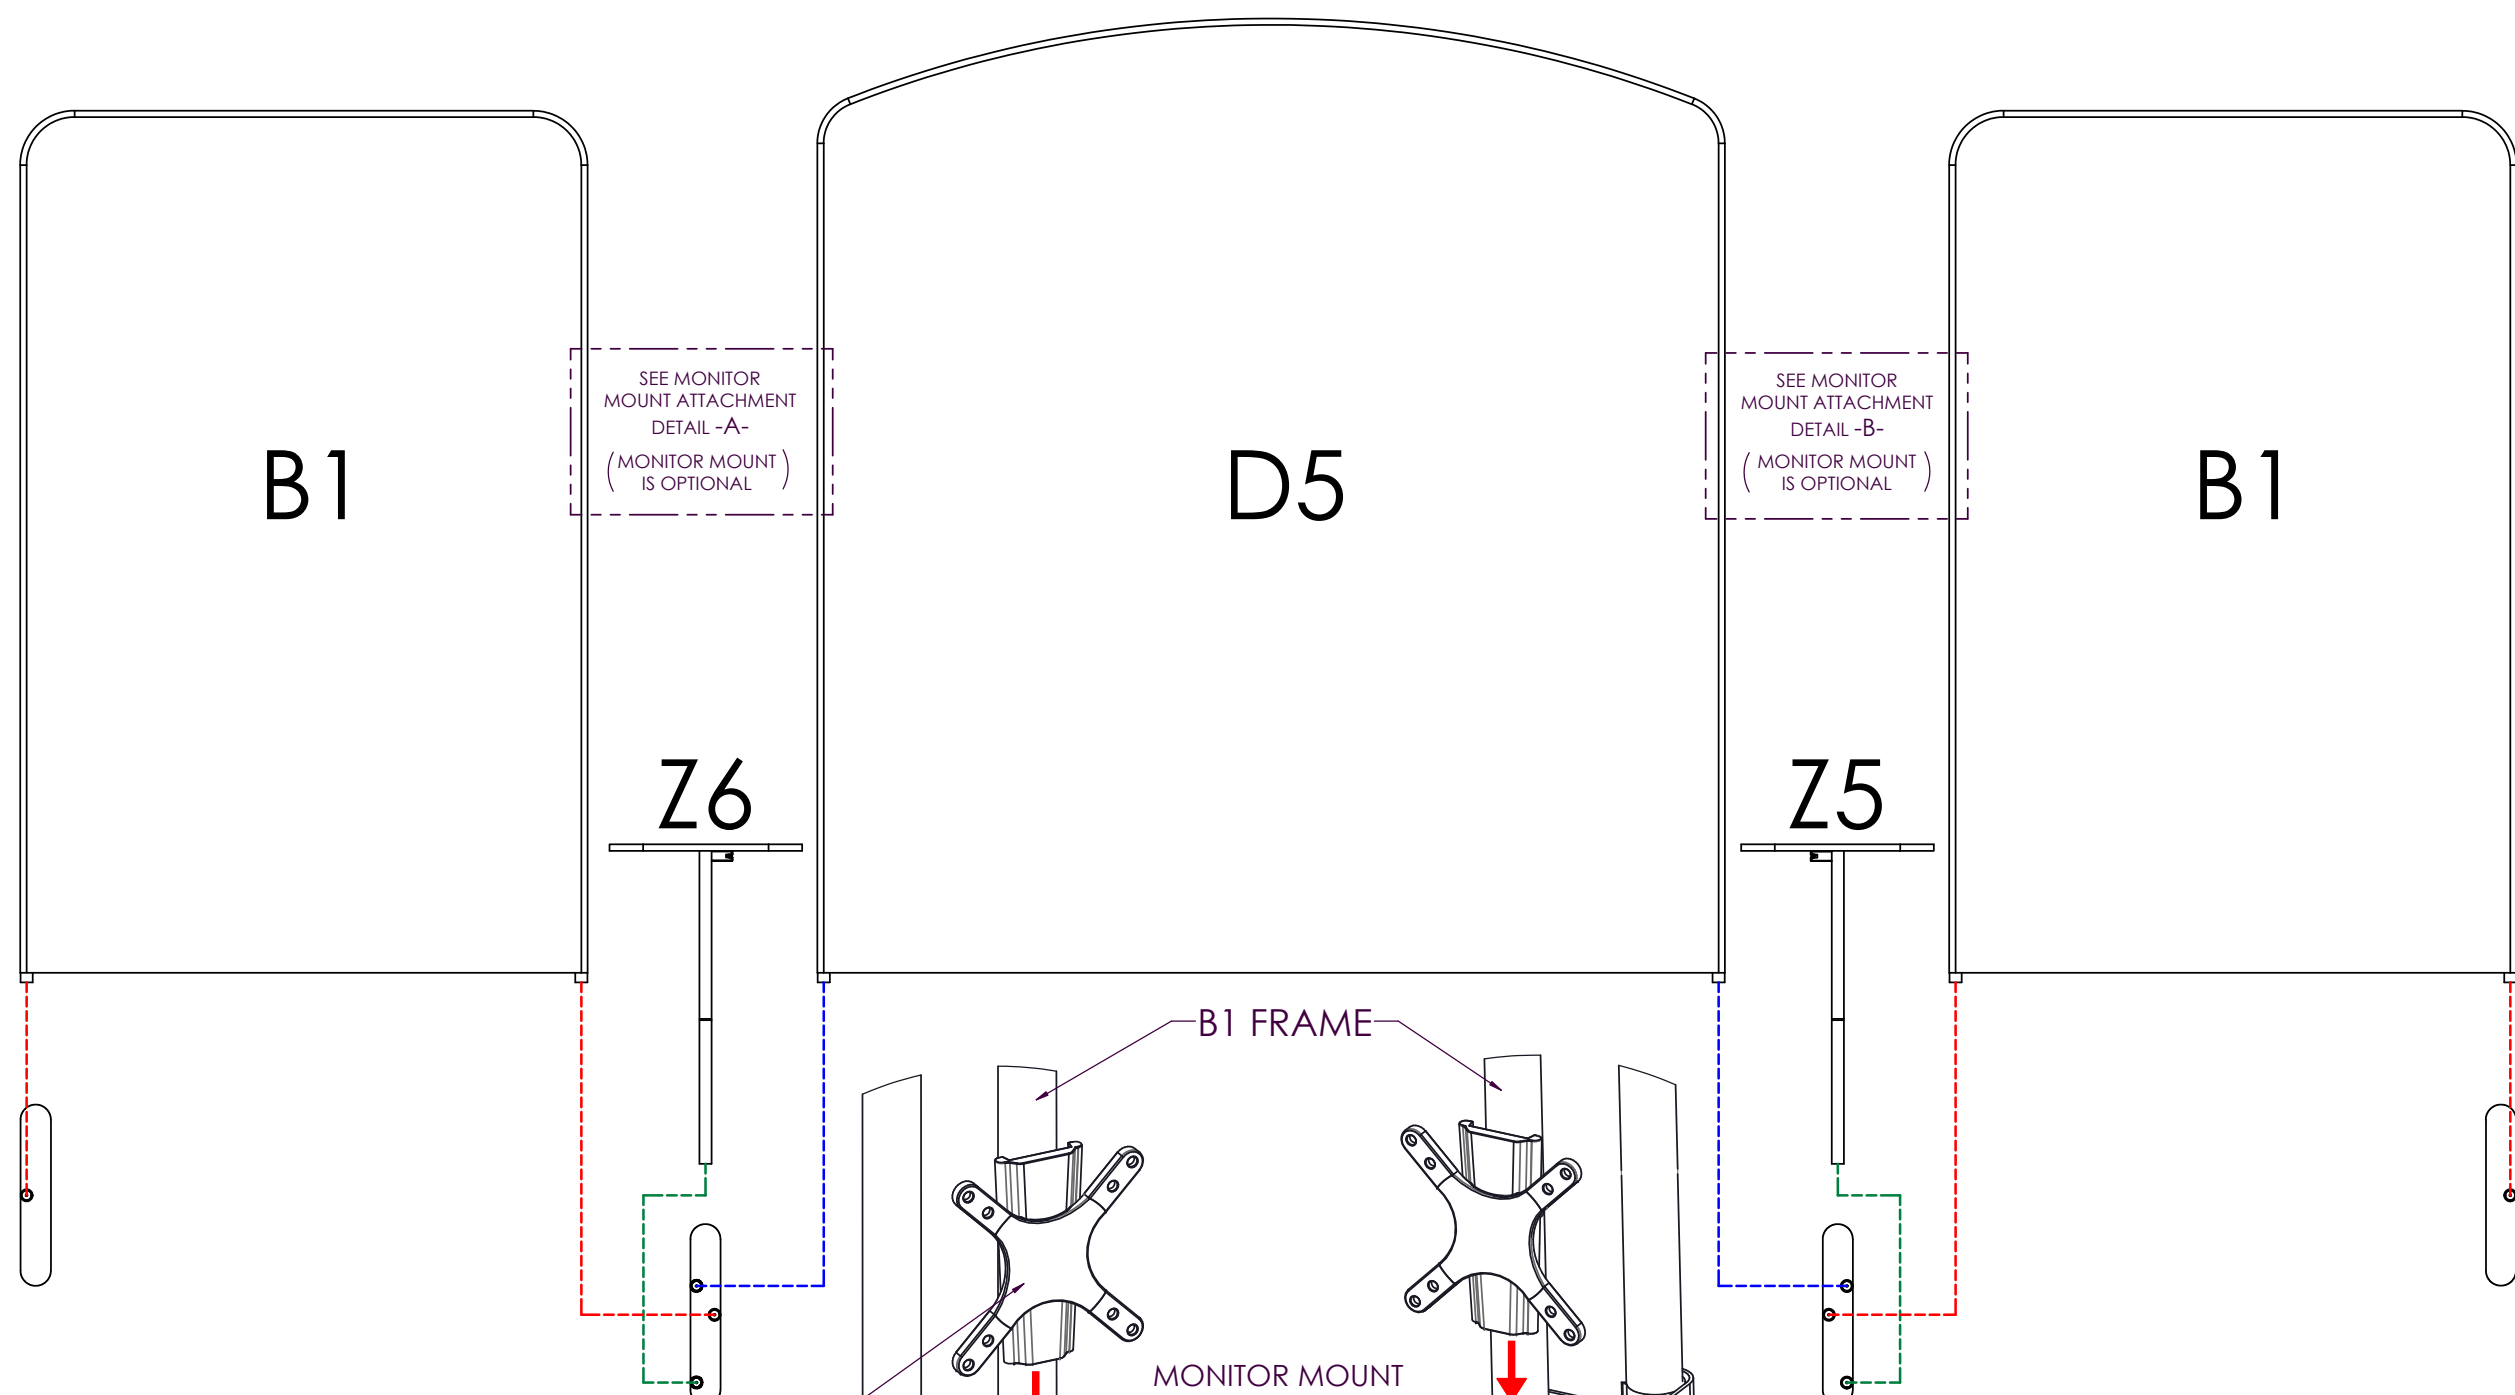 SEE MONITOR
MOUNT ATTACHMENT
DETAIL -A-
(MONITOR MOUNT
IS OPTIONAL)
SEE MONITOR
MOUNT ATTACHMENT
DETAIL -B-
(MONITOR MOUNT
IS OPTIONAL)
B1
D5
B1
Z6
Z5
B1 FRAME
MONITOR MOUNT